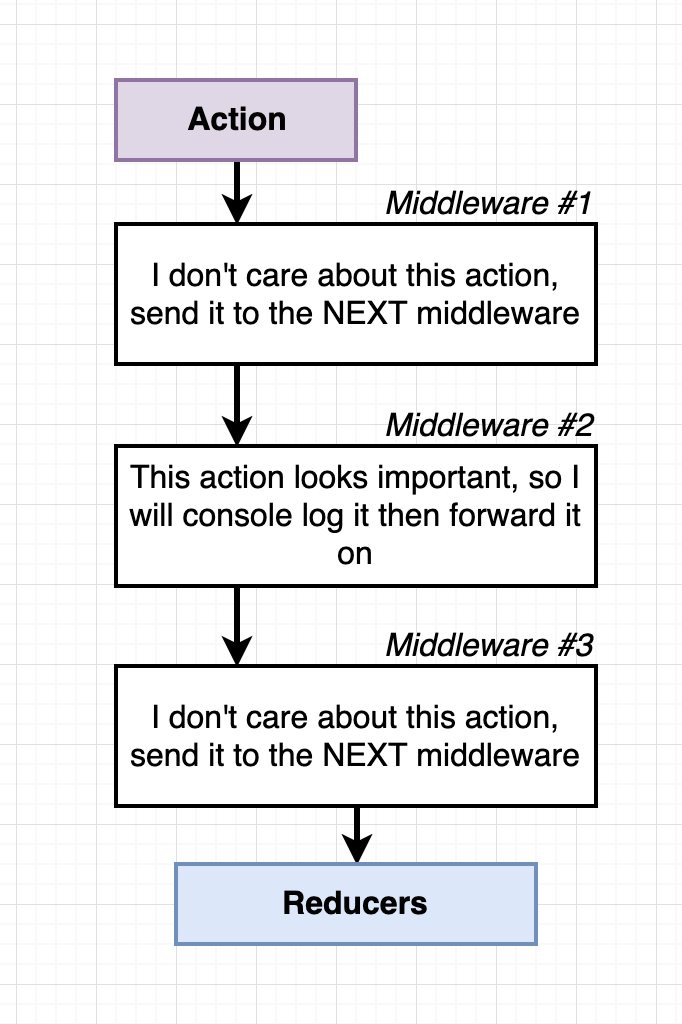 Action
Middleware #1
I don't care about this action,
send it to the NEXT middleware
Middleware #2
This action looks important, so I
will console log it then forward it
on
Middleware #3
I don't care about this action,
send it to the NEXT middleware
Reducers